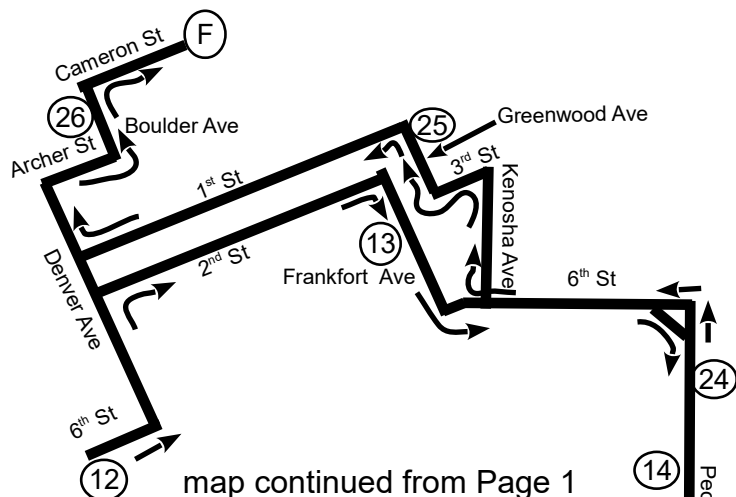 Cameron St
F
26
Boulder Ave
Archer St
25
Greenwood Ave
3rd St
1st St
Kenosha Ave
13
2nd St
Frankfort Ave
Denver Ave
6th St
24
6th St
12
14
map continued from Page 1